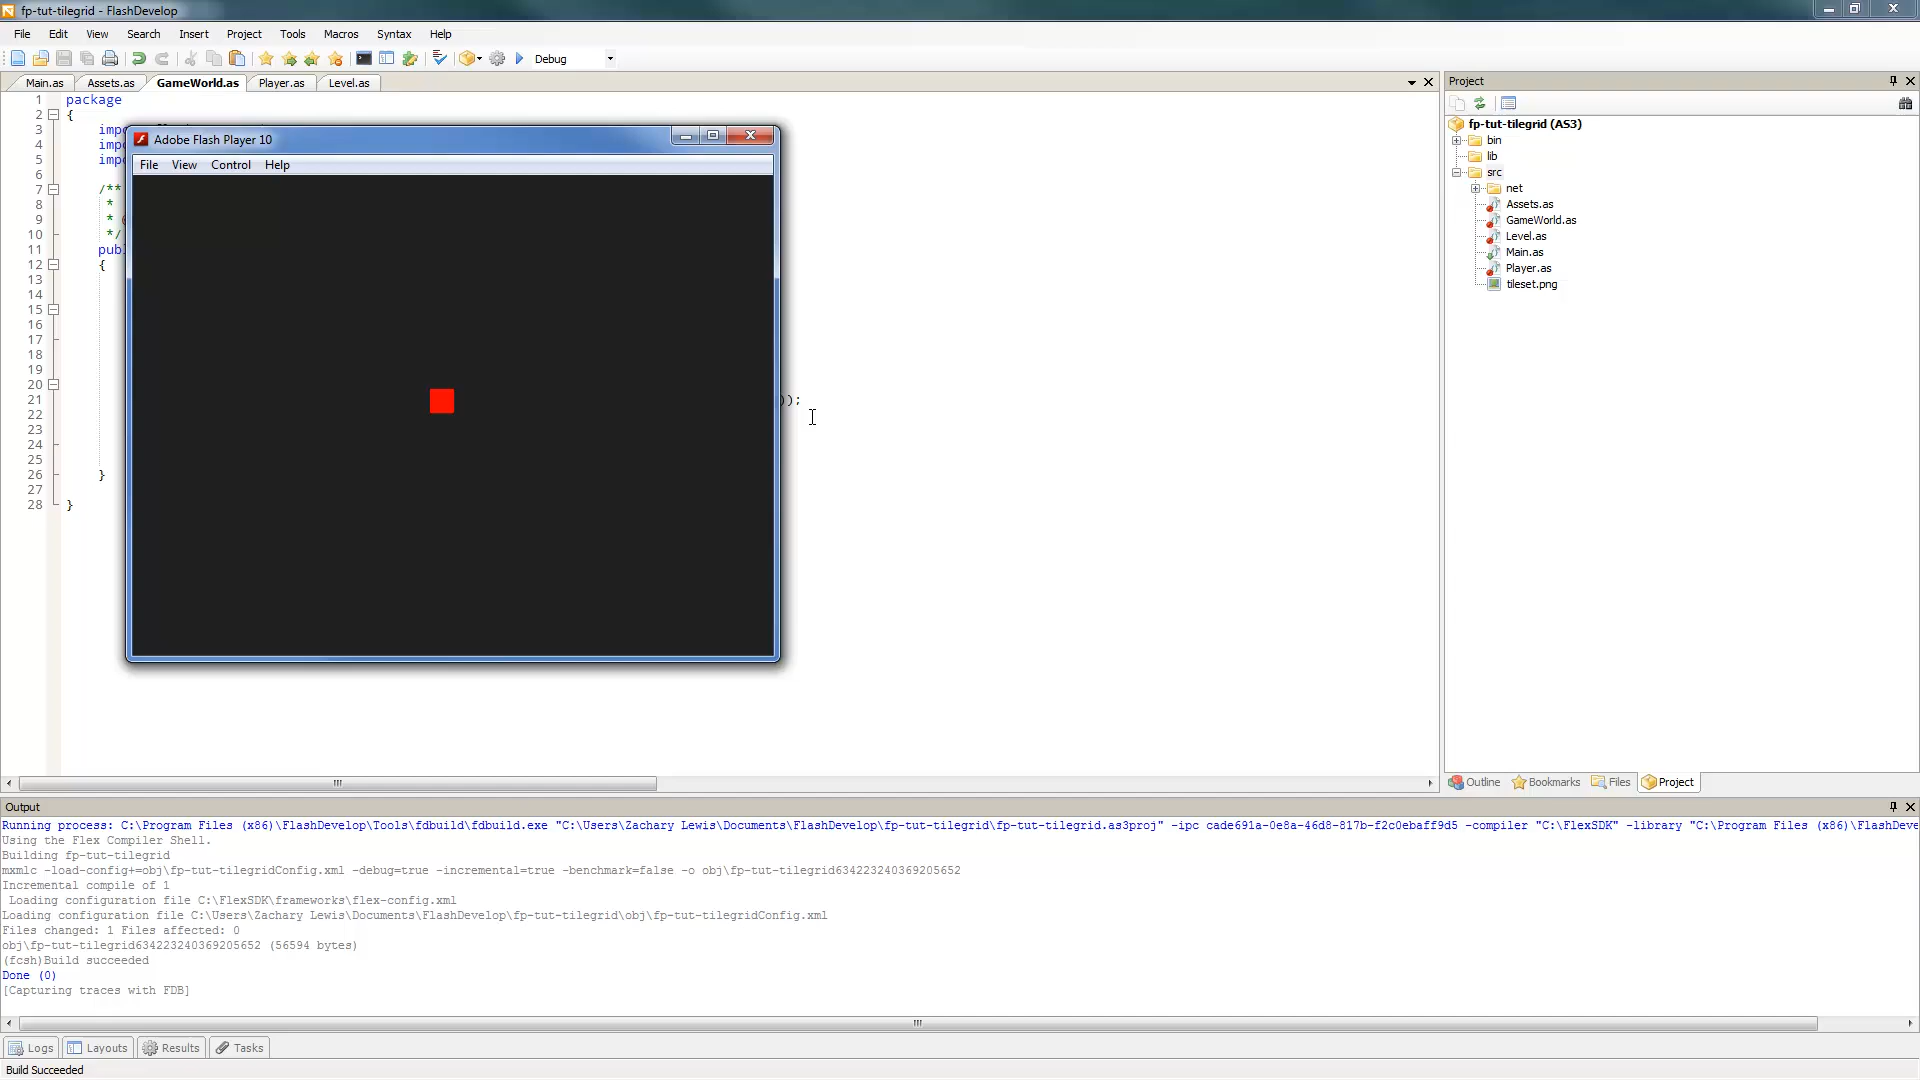 fp-tut-tilegrid - FlashDevelop
File Edit View Search Insert Project Tools Macros Syntax Help
Debug
Main.as Assets.as GameWorld.as Player.as Level.as
1 package
2 {
3 impo
4 impo
5 impo
6
7 /**
8 *
9 *
10 */
11 publ
12 {
13
14
15
16
17
18
19
20
21 ));
22
23
24
25
26 }
27
28 }
Adobe Flash Player 10
File View Control Help
Project
fp-tut-tilegrid (AS3)
bin
lib
src
net
Assets.as
GameWorld.as
Level.as
Main.as
Player.as
tileset.png
Outline Bookmarks Files Project
Output
Running process: C:\Program Files (x86)\FlashDevelop\Tools\fdbuild\fdbuild.exe "C:\Users\Zachary Lewis\Documents\FlashDevelop\fp-tut-tilegrid\fp-tut-tilegrid.as3proj" -ipc cade691a-0e8a-46d8-817b-f2c0ebaff9d5 -compiler "C:\FlexSDK" -library "C:\Program Files (x86)\FlashDeve
Using the Flex Compiler Shell.
Building fp-tut-tilegrid
mxmlc -load-config+=obj\fp-tut-tilegridConfig.xml -debug=true -incremental=true -benchmark=false -o obj\fp-tut-tilegrid634223240369205652
Incremental compile of 1
Loading configuration file C:\FlexSDK\frameworks\flex-config.xml
Loading configuration file C:\Users\Zachary Lewis\Documents\FlashDevelop\fp-tut-tilegrid\obj\fp-tut-tilegridConfig.xml
Files changed: 1 Files affected: 0
obj\fp-tut-tilegrid634223240369205652 (56594 bytes)
(fcsh)Build succeeded
Done (0)
[Capturing traces with FDB]
Logs Layouts Results Tasks
Build Succeeded